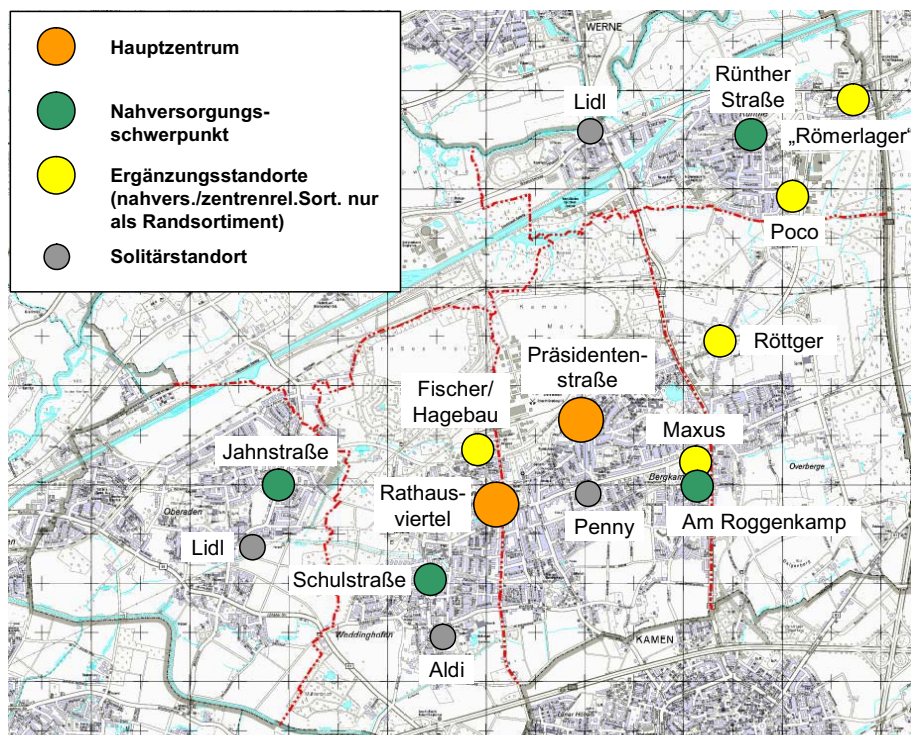 Hauptzentrum
Nahversorgungs-
schwerpunkt
Ergänzungsstandorte
(nahvers./zentrenrel.Sort. nur
als Randsortiment)
Solitärstandort
WERNE
Lidl
Rünther
Straße
„Römerlager“
Poco
Röttger
Präsidenten-
straße
Fischer/
Hagebau
Maxus
Jahnstraße
Overberge
Rathaus-
viertel
Oberaden
Penny
Am Roggenkamp
Lidl
Schulstraße
Weddinghofen
KAMEN
Aldi